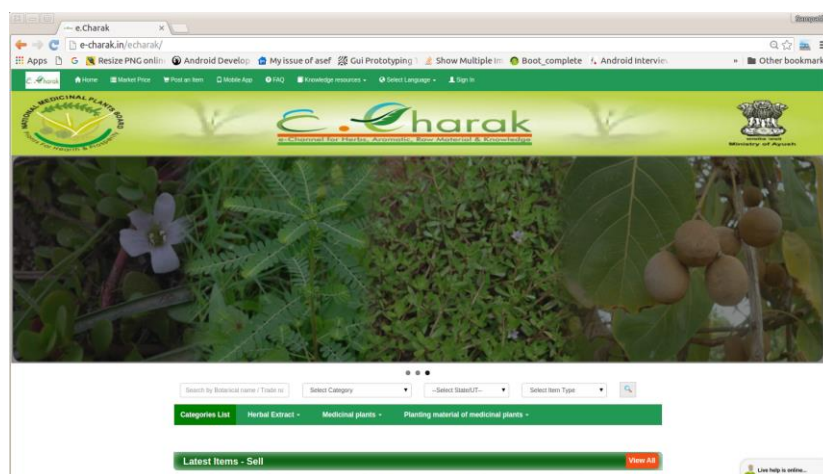 e.Charak
e-charak.in/echarak/
Apps G Resize PNG onlin Android Develop My issue of asef Gui Prototyping Show Multiple Im Boot_complete Android Interviev » Other bookmark
Home Market Price Post an Item Mobile App FAQ Knowledge resources Select Language Sign In
NATIONAL MEDICINAL PLANTS BOARD
e.Charak
e-Channel for Herbs, Aromatic, Raw Material & Knowledge
Ministry of Ayush
Search by Botanical name / Trade na Select Category --Select State/UT-- Select Item Type
Categories List Herbal Extract Medicinal plants Planting material of medicinal plants
Latest Items - Sell View All
Live help is online...